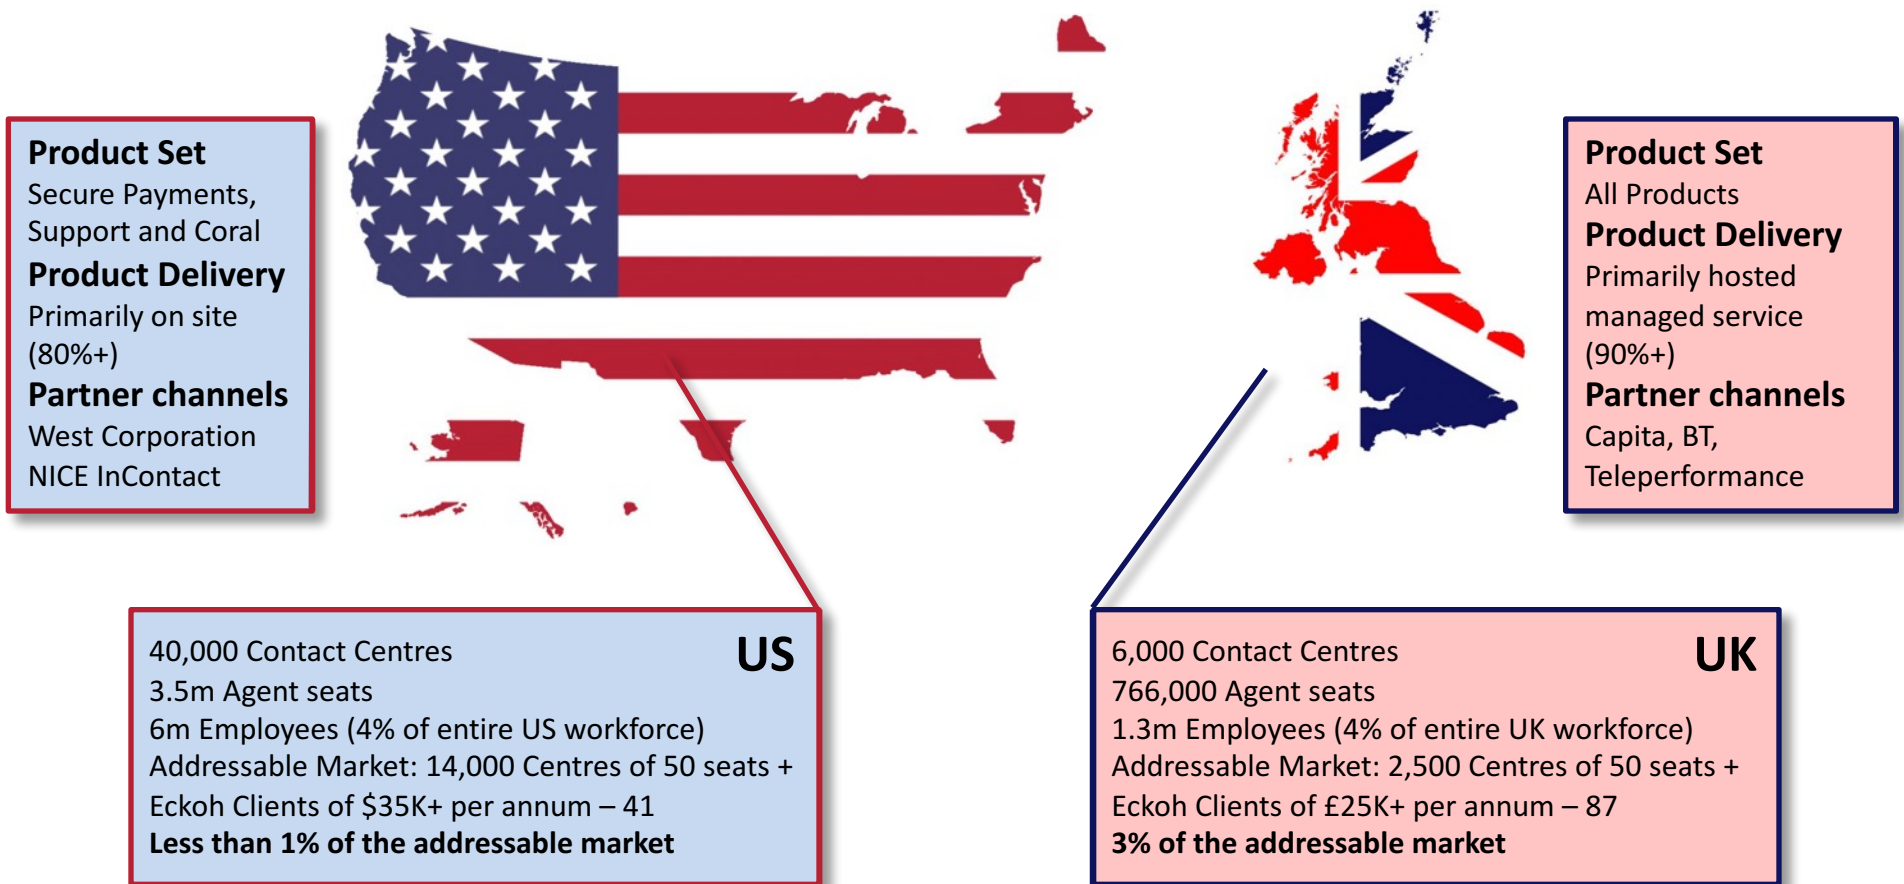 Product Set
Secure Payments,
Support and Coral
Product Delivery
Primarily on site
(80%+)
Partner channels
West Corporation
NICE InContact
Product Set
All Products
Product Delivery
Primarily hosted
managed service
(90%+)
Partner channels
Capita, BT,
Teleperformance
US
40,000 Contact Centres
3.5m Agent seats
6m Employees (4% of entire US workforce)
Addressable Market: 14,000 Centres of 50 seats +
Eckoh Clients of $35K+ per annum – 41
Less than 1% of the addressable market
UK
6,000 Contact Centres
766,000 Agent seats
1.3m Employees (4% of entire UK workforce)
Addressable Market: 2,500 Centres of 50 seats +
Eckoh Clients of £25K+ per annum – 87
3% of the addressable market